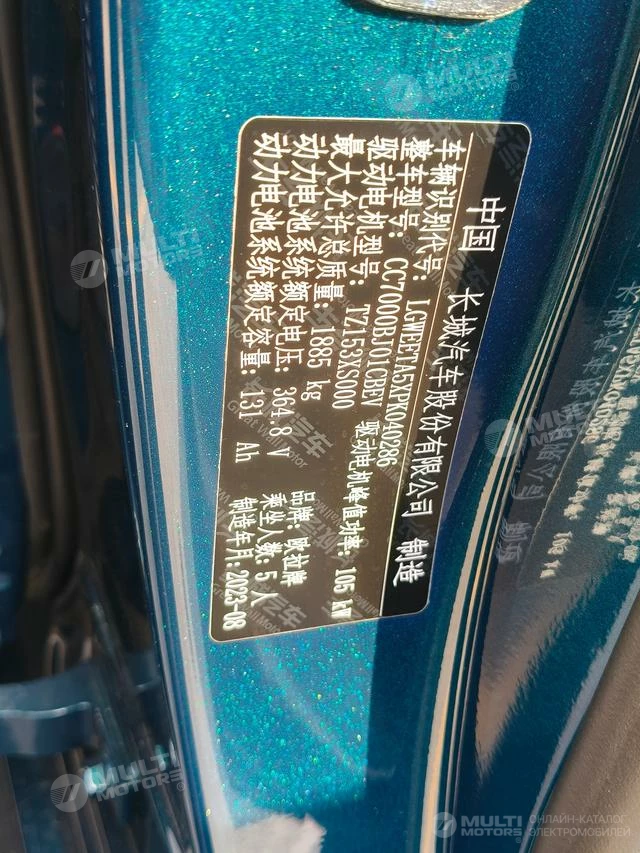 中国 长城汽车股份有限公司 制造
车辆识别代号: LGWEEUA5XPK040286
整车型号: CC7000BJ01CBEV
驱动电机型号: TZ153XS000 驱动电机峰值功率: 105 kW
最大允许总质量: 1885 kg
动力电池系统额定电压: 364.8 V 品牌: 欧拉牌
动力电池系统额定容量: 131 Ah 乘坐人数: 5 人
制造年月: 2023-08
MULTI MOTORS
MULTI MOTORS
MULTI MOTORS
MULTI MOTORS
ОНЛАЙН-КАТАЛОГ
ЭЛЕКТРОМОБИЛЕЙ